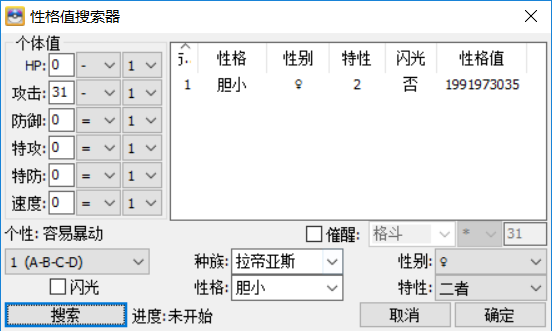 性格值搜索器
个体值
HP: 0 - 1
攻击: 31 - 1
防御: 0 = 1
特攻: 0 = 1
特防: 0 = 1
速度: 0 = 1
性格 性别 特性 闪光 性格值
1 胆小 ♀ 2 否 1991973035
个性: 容易暴动
催醒: 格斗 * 31
1 (A-B-C-D)
种族: 拉帝亚斯
性别: ♀
闪光
性格: 胆小
特性: 二者
搜索
进度: 未开始
取消
确定